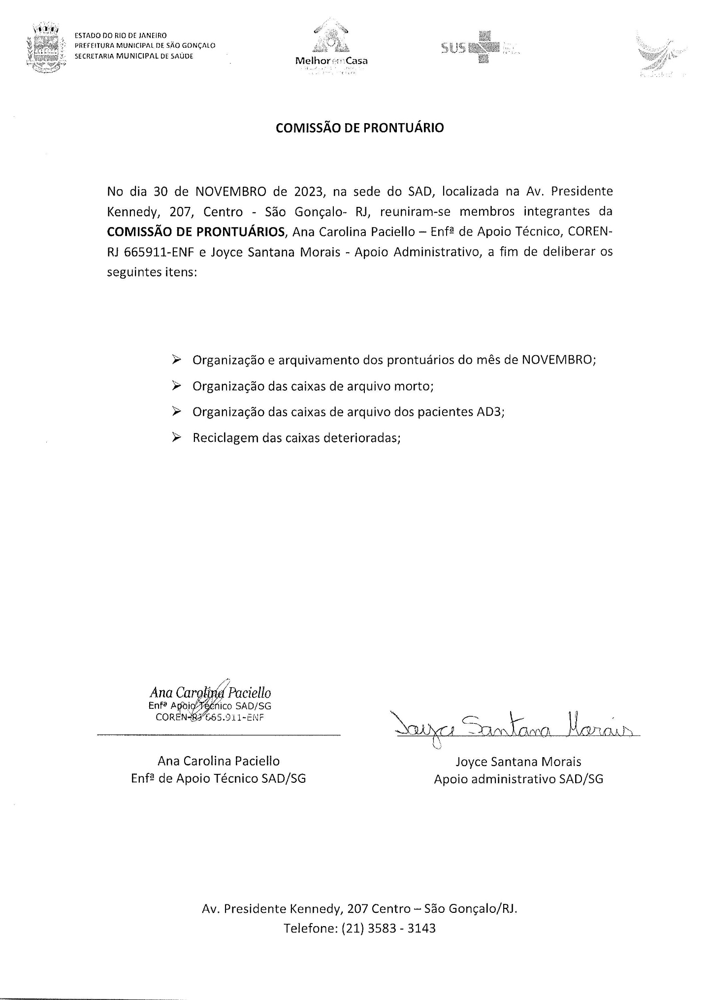 ESTADO DO RIO DE JANEIRO
PREFEITURA MUNICIPAL DE SÃO GONÇALO
SECRETARIA MUNICIPAL DE SAÚDE
Melhor em Casa
SUS
COMISSÃO DE PRONTUÁRIO
No dia 30 de NOVEMBRO de 2023, na sede do SAD, localizada na Av. Presidente
Kennedy, 207, Centro - São Gonçalo- RJ, reuniram-se membros integrantes da
COMISSÃO DE PRONTUÁRIOS, Ana Carolina Paciello – Enfª de Apoio Técnico, COREN-
RJ 665911-ENF e Joyce Santana Morais - Apoio Administrativo, a fim de deliberar os
seguintes itens:
➢ Organização e arquivamento dos prontuários do mês de NOVEMBRO;
➢ Organização das caixas de arquivo morto;
➢ Organização das caixas de arquivo dos pacientes AD3;
➢ Reciclagem das caixas deterioradas;
Ana Carolina Paciello
Enfª Apoio Técnico SAD/SG
COREN-RJ 665.911-ENF
Joyce Santana Morais
Ana Carolina Paciello
Enfª de Apoio Técnico SAD/SG
Joyce Santana Morais
Apoio administrativo SAD/SG
Av. Presidente Kennedy, 207 Centro – São Gonçalo/RJ.
Telefone: (21) 3583 - 3143